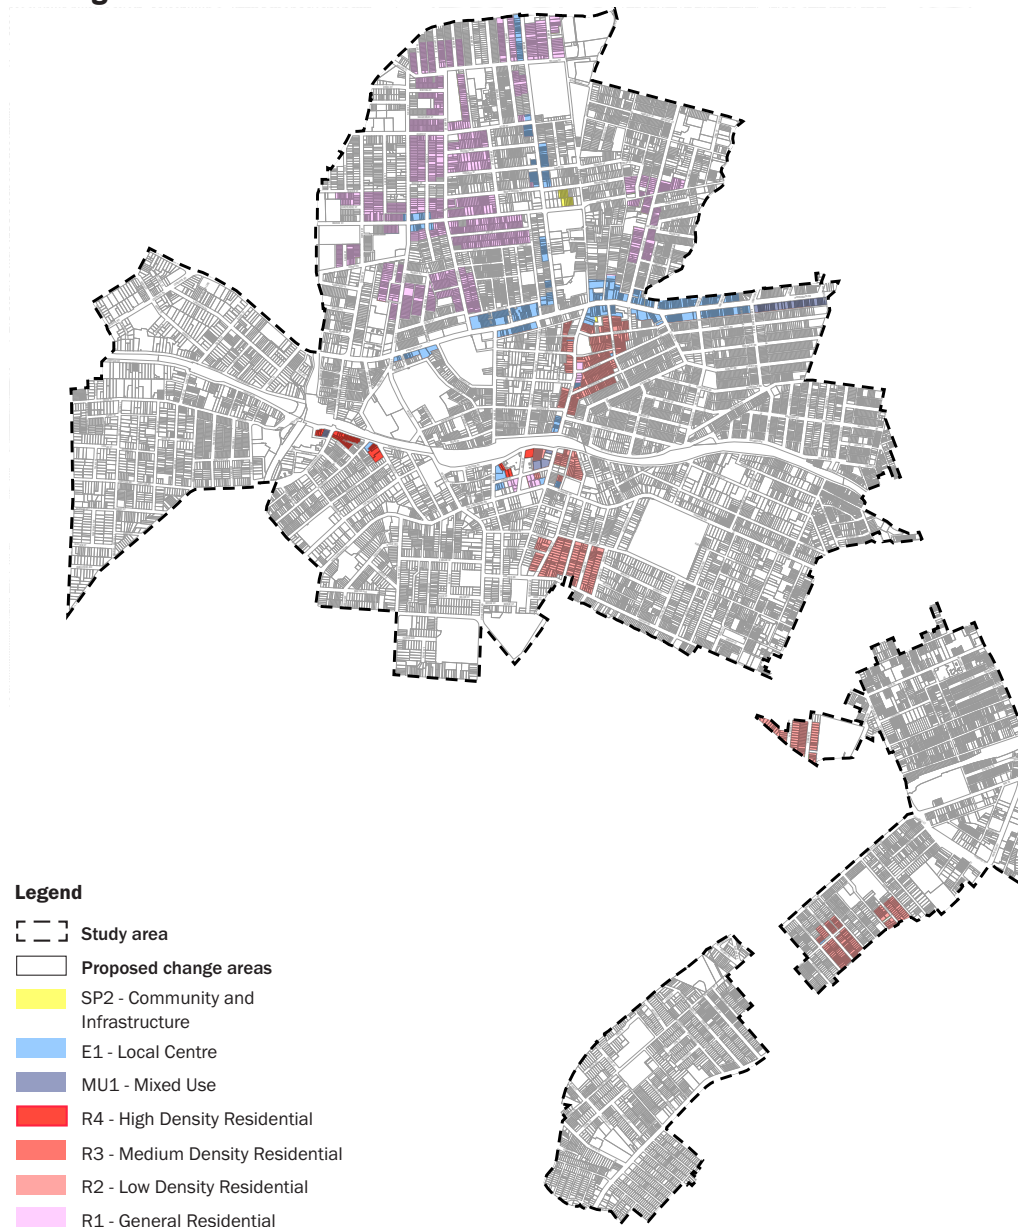 Legend
Study area
Proposed change areas
SP2 - Community and
Infrastructure
E1 - Local Centre
MU1 - Mixed Use
R4 - High Density Residential
R3 - Medium Density Residential
R2 - Low Density Residential
R1 - General Residential